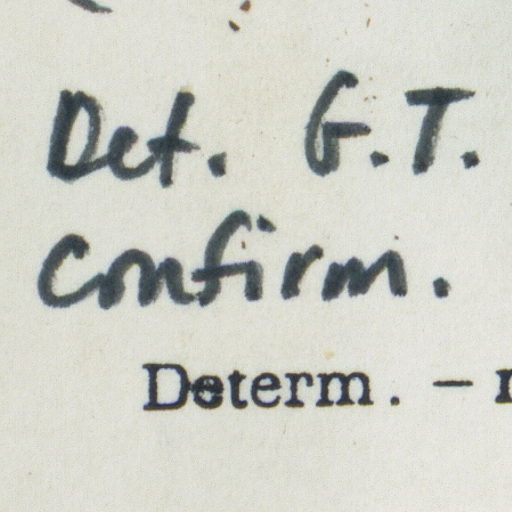 Det. G.T.
Confirm.
Determ. –